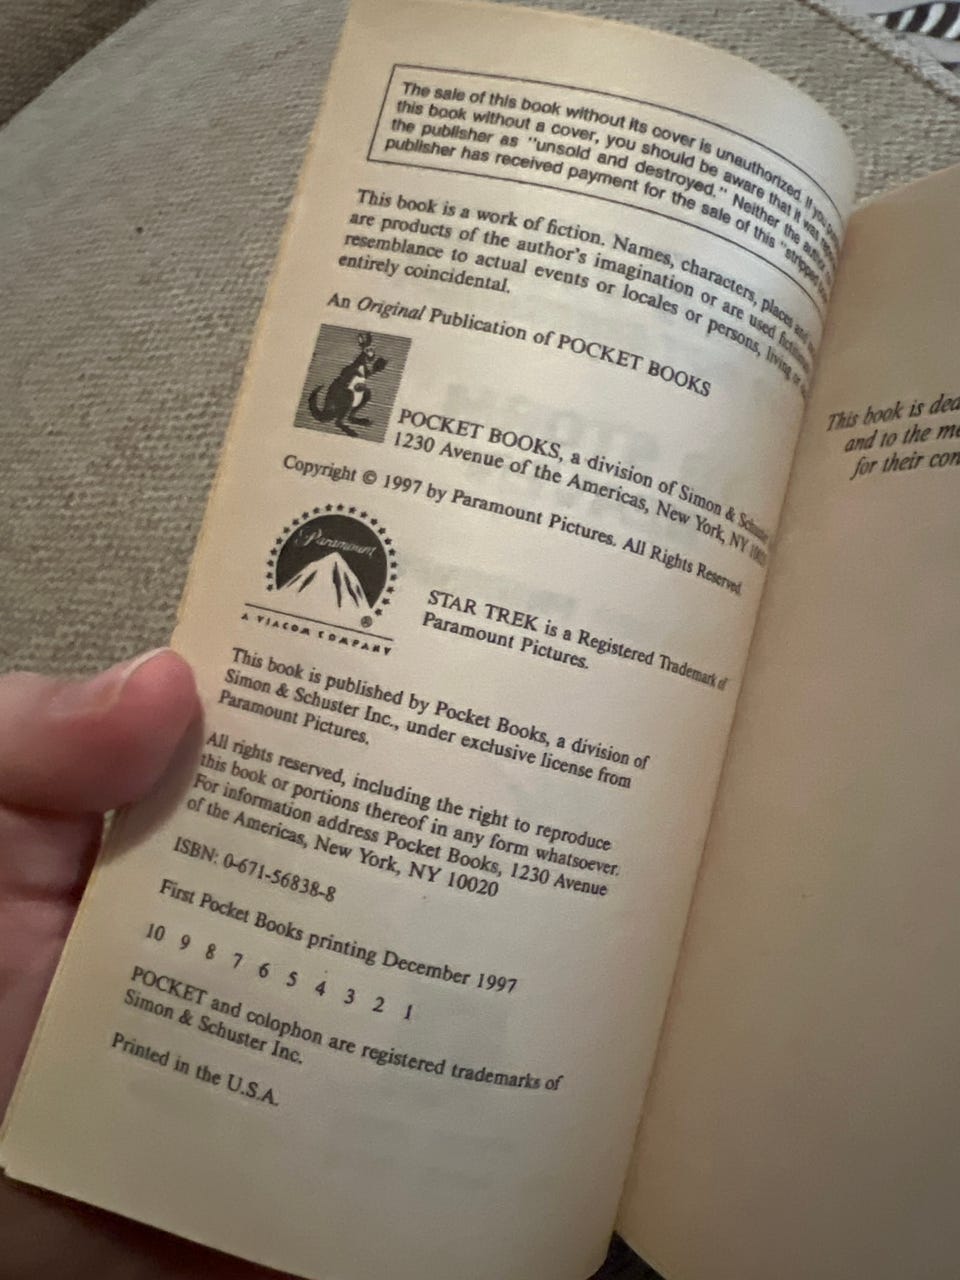 The sale of this book without its cover is unauthorized. If you
this book without a cover, you should be aware that it was
the publisher as "unsold and destroyed." Neither the author
publisher has received payment for the sale of this "stripped
This book is a work of fiction. Names, characters, places and
are products of the author's imagination or are used
resemblance to actual events or locales or persons, living or
entirely coincidental.
An Original Publication of POCKET BOOKS
POCKET BOOKS, a division of Simon &
1230 Avenue of the Americas, New York, NY
Copyright © 1997 by Paramount Pictures. All Rights Reserved.
Paramount
®
A VIACOM COMPANY
STAR TREK is a Registered Trademark of
Paramount Pictures.
This book is published by Pocket Books, a division of
Simon & Schuster Inc., under exclusive license from
Paramount Pictures.
All rights reserved, including the right to reproduce
this book or portions thereof in any form whatsoever.
For information address Pocket Books, 1230 Avenue
of the Americas, New York, NY 10020
ISBN: 0-671-56838-8
First Pocket Books printing December 1997
10 9 8 7 6 5 4 3 2 1
POCKET and colophon are registered trademarks of
Simon & Schuster Inc.
Printed in the U.S.A.
This book is
and to the
for their